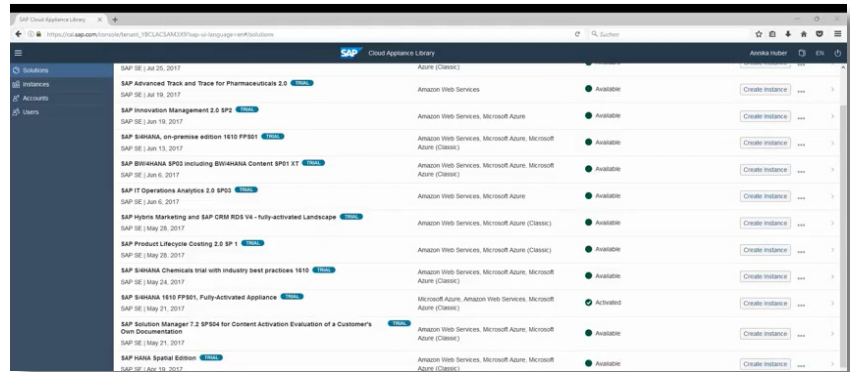 SAP Cloud Appliance Library
https://cal.sap.com/console/tenant_YBCLACSAM3X9?sap-ui-language=en#/solutions
Suchen
SAP Cloud Appliance Library Annika Huber EN
Solutions
Instances
Accounts
Users
SAP SE | Jul 25, 2017 Azure (Classic)
SAP Advanced Track and Trace for Pharmaceuticals 2.0 TRIAL
SAP SE | Jul 19, 2017
Amazon Web Services
Available
Create Instance
SAP Innovation Management 2.0 SP2 TRIAL
SAP SE | Jun 19, 2017
Amazon Web Services, Microsoft Azure
Available
Create Instance
SAP S/4HANA, on-premise edition 1610 FPS01 TRIAL
SAP SE | Jun 13, 2017
Amazon Web Services, Microsoft Azure, Microsoft
Azure (Classic)
Available
Create Instance
SAP BW/4HANA SP02 including BW/4HANA Content SP01 XT TRIAL
SAP SE | Jun 6, 2017
Amazon Web Services, Microsoft Azure, Microsoft
Azure (Classic)
Available
Create Instance
SAP IT Operations Analytics 2.0 SP03 TRIAL
SAP SE | Jun 6, 2017
Amazon Web Services, Microsoft Azure
Available
Create Instance
SAP Hybris Marketing and SAP CRM RDS V4 - fully-activated Landscape TRIAL
SAP SE | May 28, 2017
Amazon Web Services, Microsoft Azure (Classic)
Available
Create Instance
SAP Product Lifecycle Costing 2.0 SP 1 TRIAL
SAP SE | May 28, 2017
Amazon Web Services, Microsoft Azure (Classic)
Available
Create Instance
SAP S/4HANA Chemicals trial with industry best practices 1610 TRIAL
SAP SE | May 24, 2017
Amazon Web Services, Microsoft Azure, Microsoft
Azure (Classic)
Available
Create Instance
SAP S/4HANA 1610 FPS01, Fully-Activated Appliance TRIAL
SAP SE | May 21, 2017
Microsoft Azure, Amazon Web Services, Microsoft
Azure (Classic)
Activated
Create Instance
SAP Solution Manager 7.2 SPS04 for Content Activation Evaluation of a Customer's TRIAL
Own Documentation
SAP SE | May 21, 2017
Amazon Web Services, Microsoft Azure, Microsoft
Azure (Classic)
Available
Create Instance
SAP HANA Spatial Edition TRIAL
SAP SE | Apr 19, 2017
Amazon Web Services, Microsoft Azure, Microsoft
Azure (Classic)
Available
Create Instance